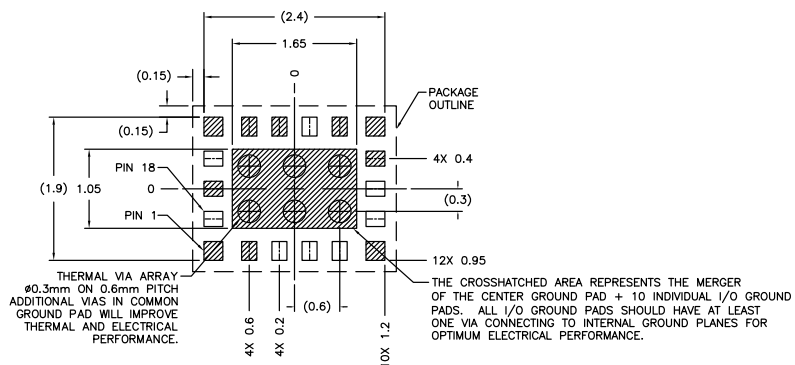 (2.4)
1.65
(0.15)
0
PACKAGE
OUTLINE
(0.15)
PIN 18
4X 0.4
(1.9)
1.05
0
(0.3)
PIN 1
12X 0.95
THERMAL VIA ARRAY
ø0.3mm ON 0.6mm PITCH
ADDITIONAL VIAS IN COMMON
GROUND PAD WILL IMPROVE
THERMAL AND ELECTRICAL
PERFORMANCE.
THE CROSSHATCHED AREA REPRESENTS THE MERGER
OF THE CENTER GROUND PAD + 10 INDIVIDUAL I/O GROUND
PADS. ALL I/O GROUND PADS SHOULD HAVE AT LEAST
ONE VIA CONNECTING TO INTERNAL GROUND PLANES FOR
OPTIMUM ELECTRICAL PERFORMANCE.
(0.6)
4X 0.6
4X 0.2
10X 1.2